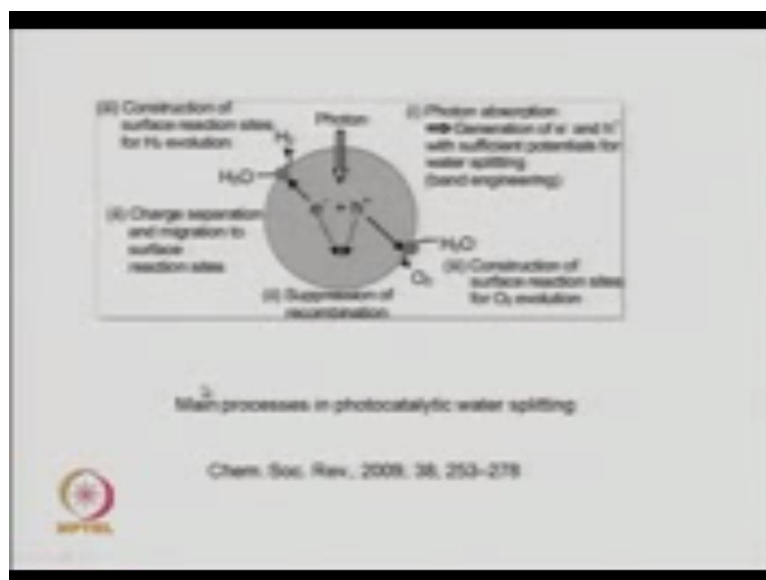 (iii) Construction of
surface reaction sites
for H₂ evolution
Photon
(i) Photon absorption
Generation of e⁻ and h⁺
with sufficient potentials for
water splitting
(band engineering)
H₂
H₂O
e⁻ + h⁺
(ii) Charge separation
and migration to
surface
reaction sites
H₂O
O₂
(iii) Construction of
surface reaction sites
for O₂ evolution
(ii) Suppression of
recombination
Main processes in photocatalytic water splitting
Chem. Soc. Rev., 2009, 38, 253–278
NPTEL